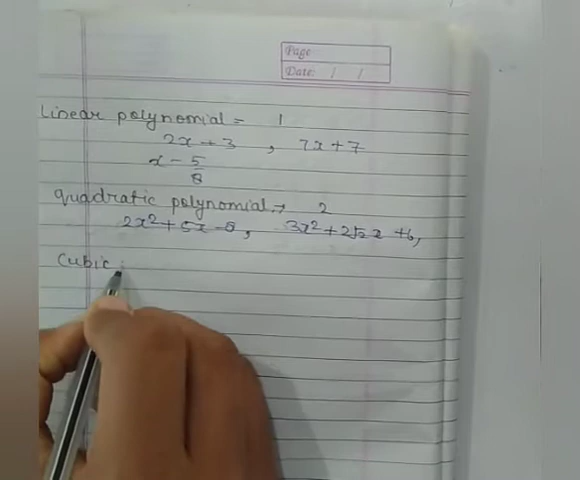 Page
Date: / /
Linear polynomial = 1
2x + 3 , 7x + 7
x - 5/8
quadratic polynomial → 2
2x² + 5x - 8, 3x² + 2√2 x + 6,
Cubic